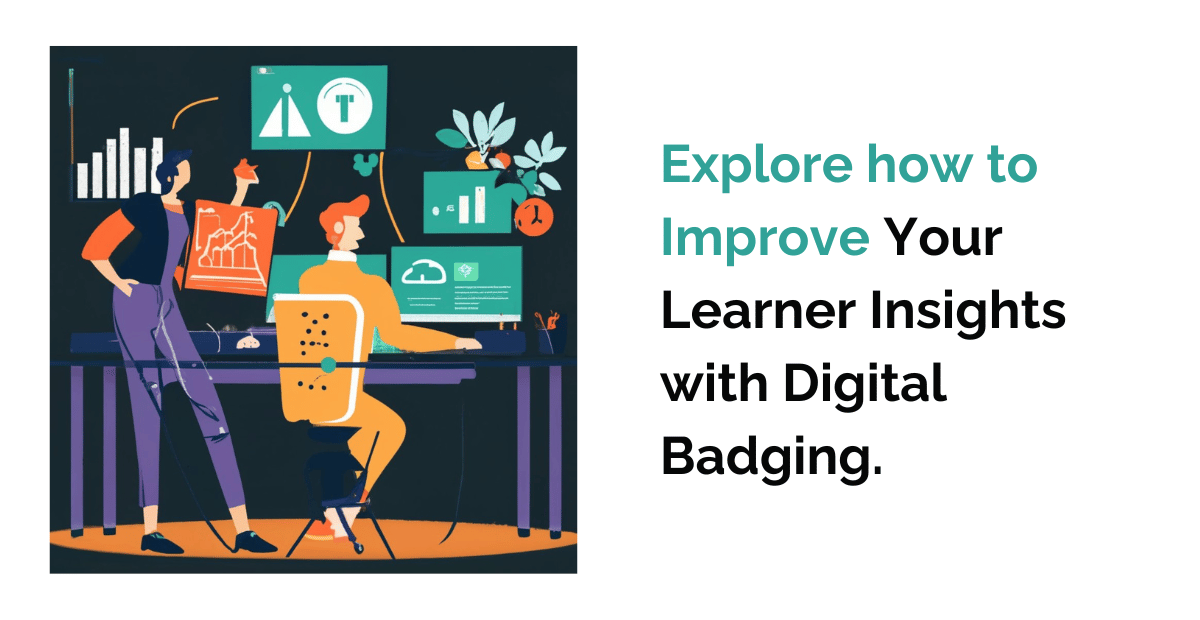 T
Explore how to
Improve Your
Learner Insights
with Digital
Badging.